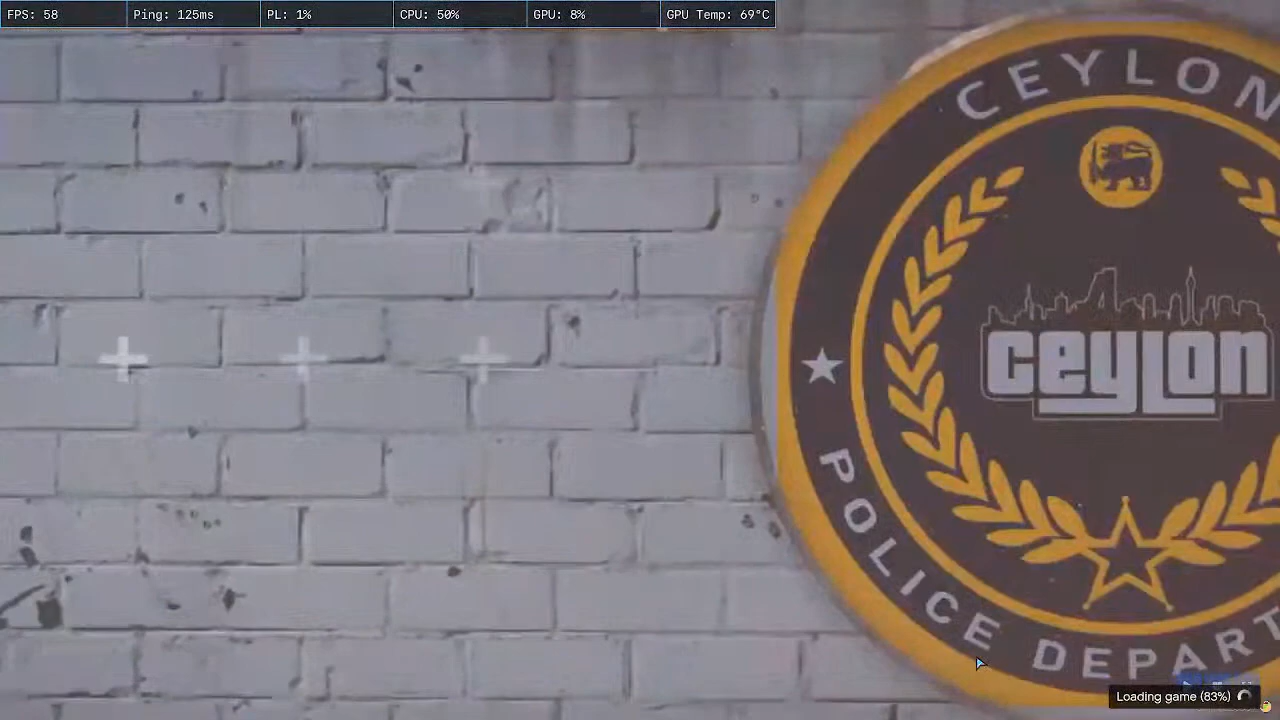 FPS: 58 Ping: 125ms PL: 1% CPU: 50% GPU: 8% GPU Temp: 69°C
CEYLON
ceylon
POLICE DEPART
Loading game (83%)